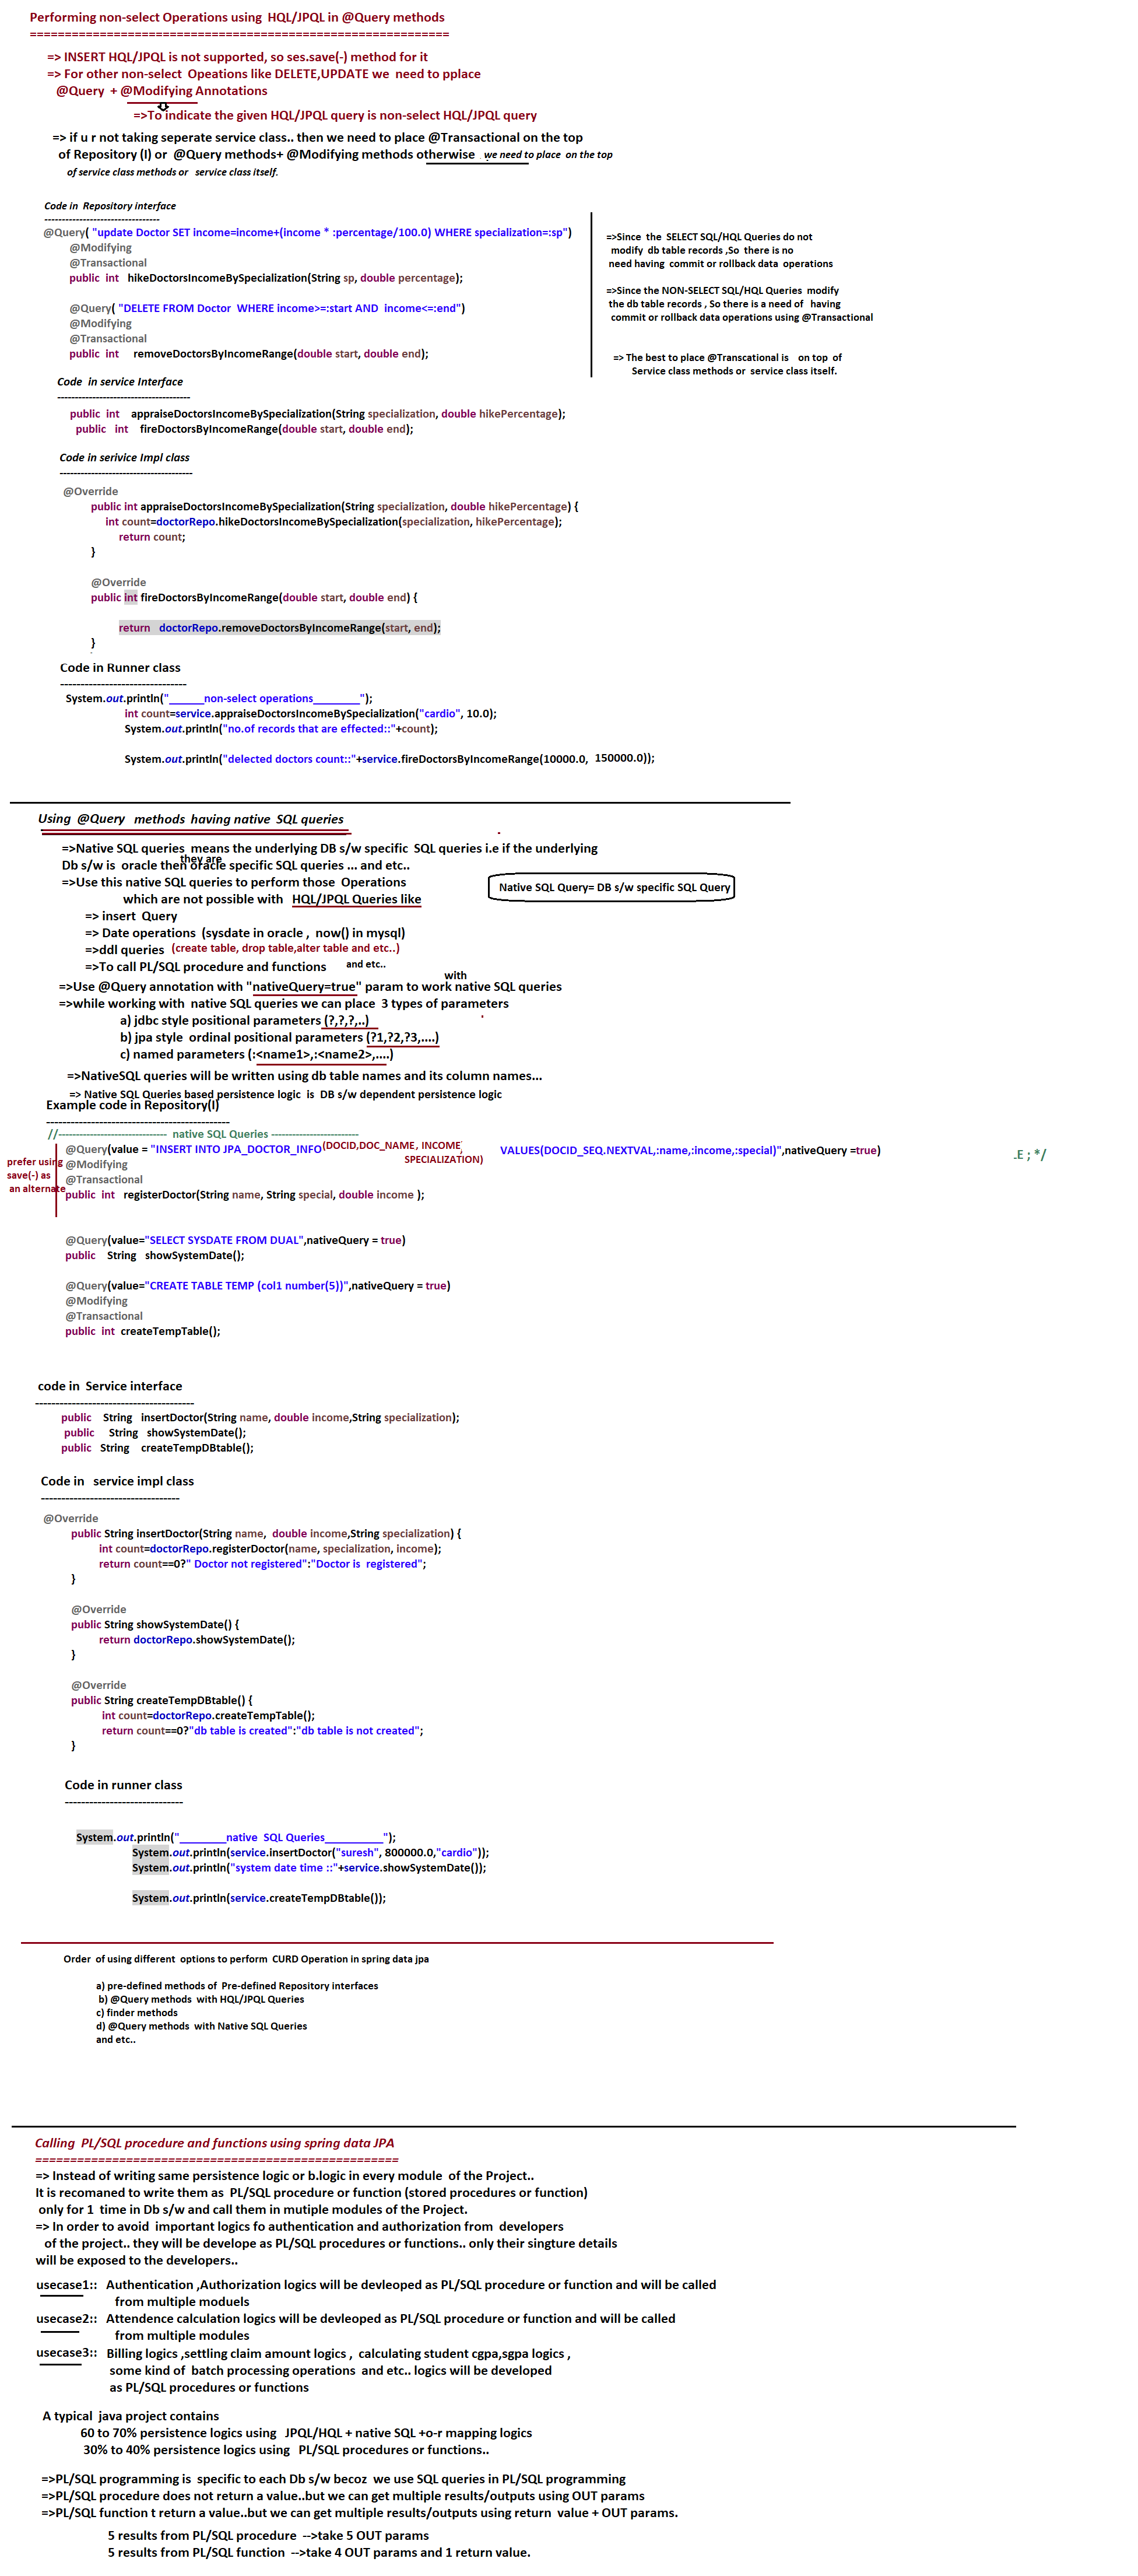 Performing non-select Operations using HQL/JPQL in @Query methods
============================================================
=> INSERT HQL/JPQL is not supported, so ses.save(-) method for it
=> For other non-select Opeations like DELETE,UPDATE we need to pplace
@Query + @Modifying Annotations
=>To indicate the given HQL/JPQL query is non-select HQL/JPQL query
=> if u r not taking seperate service class.. then we need to place @Transactional on the top
of Repository (I) or @Query methods+ @Modifying methods otherwise we need to place on the top
of service class methods or service class itself.
Code in Repository interface
---------------------------------
@Query( "update Doctor SET income=income+(income * :percentage/100.0) WHERE specialization=:sp")
@Modifying
@Transactional
public int hikeDoctorsIncomeBySpecialization(String sp, double percentage);
@Query( "DELETE FROM Doctor WHERE income>=:start AND income<=:end")
@Modifying
@Transactional
public int removeDoctorsByIncomeRange(double start, double end);
=>Since the SELECT SQL/HQL Queries do not
modify db table records ,So there is no
need having commit or rollback data operations
=>Since the NON-SELECT SQL/HQL Queries modify
the db table records , So there is a need of having
commit or rollback data operations using @Transactional
=> The best to place @Transcational is on top of
Service class methods or service class itself.
Code in service Interface
--------------------------------------
public int appraiseDoctorsIncomeBySpecialization(String specialization, double hikePercentage);
public int fireDoctorsByIncomeRange(double start, double end);
Code in serivice Impl class
--------------------------------------
@Override
public int appraiseDoctorsIncomeBySpecialization(String specialization, double hikePercentage) {
int count=doctorRepo.hikeDoctorsIncomeBySpecialization(specialization, hikePercentage);
return count;
}
@Override
public int fireDoctorsByIncomeRange(double start, double end) {
return doctorRepo.removeDoctorsByIncomeRange(start, end);
}
Code in Runner class
-------------------------------
System.out.println("______non-select operations________");
int count=service.appraiseDoctorsIncomeBySpecialization("cardio", 10.0);
System.out.println("no.of records that are effected::"+count);
System.out.println("delected doctors count::"+service.fireDoctorsByIncomeRange(10000.0, 150000.0));
Using @Query methods having native SQL queries
=>Native SQL queries means the underlying DB s/w specific SQL queries i.e if the underlying
they are
Db s/w is oracle then oracle specific SQL queries ... and etc..
=>Use this native SQL queries to perform those Operations
which are not possible with HQL/JPQL Queries like
Native SQL Query= DB s/w specific SQL Query
=> insert Query
=> Date operations (sysdate in oracle , now() in mysql)
=>ddl queries (create table, drop table,alter table and etc..)
=>To call PL/SQL procedure and functions and etc..
with
=>Use @Query annotation with "nativeQuery=true" param to work native SQL queries
=>while working with native SQL queries we can place 3 types of parameters
a) jdbc style positional parameters (?,?,?,..)
b) jpa style ordinal positional parameters (?1,?2,?3,....)
c) named parameters (:<name1>,:<name2>,....)
=>NativeSQL queries will be written using db table names and its column names...
=> Native SQL Queries based persistence logic is DB s/w dependent persistence logic
Example code in Repository(I)
---------------------------------------------
//------------------------------- native SQL Queries -------------------------
@Query(value = "INSERT INTO JPA_DOCTOR_INFO(DOCID,DOC_NAME, INCOME, SPECIALIZATION) VALUES(DOCID_SEQ.NEXTVAL,:name,:income,:special)",nativeQuery =true)
E ; */
prefer using
save(-) as
an alternate
@Modifying
@Transactional
public int registerDoctor(String name, String special, double income );
@Query(value="SELECT SYSDATE FROM DUAL",nativeQuery = true)
public String showSystemDate();
@Query(value="CREATE TABLE TEMP (col1 number(5))",nativeQuery = true)
@Modifying
@Transactional
public int createTempTable();
code in Service interface
---------------------------------------
public String insertDoctor(String name, double income,String specialization);
public String showSystemDate();
public String createTempDBtable();
Code in service impl class
----------------------------------
@Override
public String insertDoctor(String name, double income,String specialization) {
int count=doctorRepo.registerDoctor(name, specialization, income);
return count==0?" Doctor not registered":"Doctor is registered";
}
@Override
public String showSystemDate() {
return doctorRepo.showSystemDate();
}
@Override
public String createTempDBtable() {
int count=doctorRepo.createTempTable();
return count==0?"db table is created":"db table is not created";
}
Code in runner class
-----------------------------
System.out.println("________native SQL Queries__________");
System.out.println(service.insertDoctor("suresh", 800000.0,"cardio"));
System.out.println("system date time ::"+service.showSystemDate());
System.out.println(service.createTempDBtable());
Order of using different options to perform CURD Operation in spring data jpa
a) pre-defined methods of Pre-defined Repository interfaces
b) @Query methods with HQL/JPQL Queries
c) finder methods
d) @Query methods with Native SQL Queries
and etc..
Calling PL/SQL procedure and functions using spring data JPA
====================================================
=> Instead of writing same persistence logic or b.logic in every module of the Project..
It is recomaned to write them as PL/SQL procedure or function (stored procedures or function)
only for 1 time in Db s/w and call them in mutiple modules of the Project.
=> In order to avoid important logics fo authentication and authorization from developers
of the project.. they will be develope as PL/SQL procedures or functions.. only their singture details
will be exposed to the developers..
usecase1:: Authentication ,Authorization logics will be devleoped as PL/SQL procedure or function and will be called
from multiple moduels
usecase2:: Attendence calculation logics will be devleoped as PL/SQL procedure or function and will be called
from multiple modules
usecase3:: Billing logics ,settling claim amount logics , calculating student cgpa,sgpa logics ,
some kind of batch processing operations and etc.. logics will be developed
as PL/SQL procedures or functions
A typical java project contains
60 to 70% persistence logics using JPQL/HQL + native SQL +o-r mapping logics
30% to 40% persistence logics using PL/SQL procedures or functions..
=>PL/SQL programming is specific to each Db s/w becoz we use SQL queries in PL/SQL programming
=>PL/SQL procedure does not return a value..but we can get multiple results/outputs using OUT params
=>PL/SQL function t return a value..but we can get multiple results/outputs using return value + OUT params.
5 results from PL/SQL procedure -->take 5 OUT params
5 results from PL/SQL function -->take 4 OUT params and 1 return value.